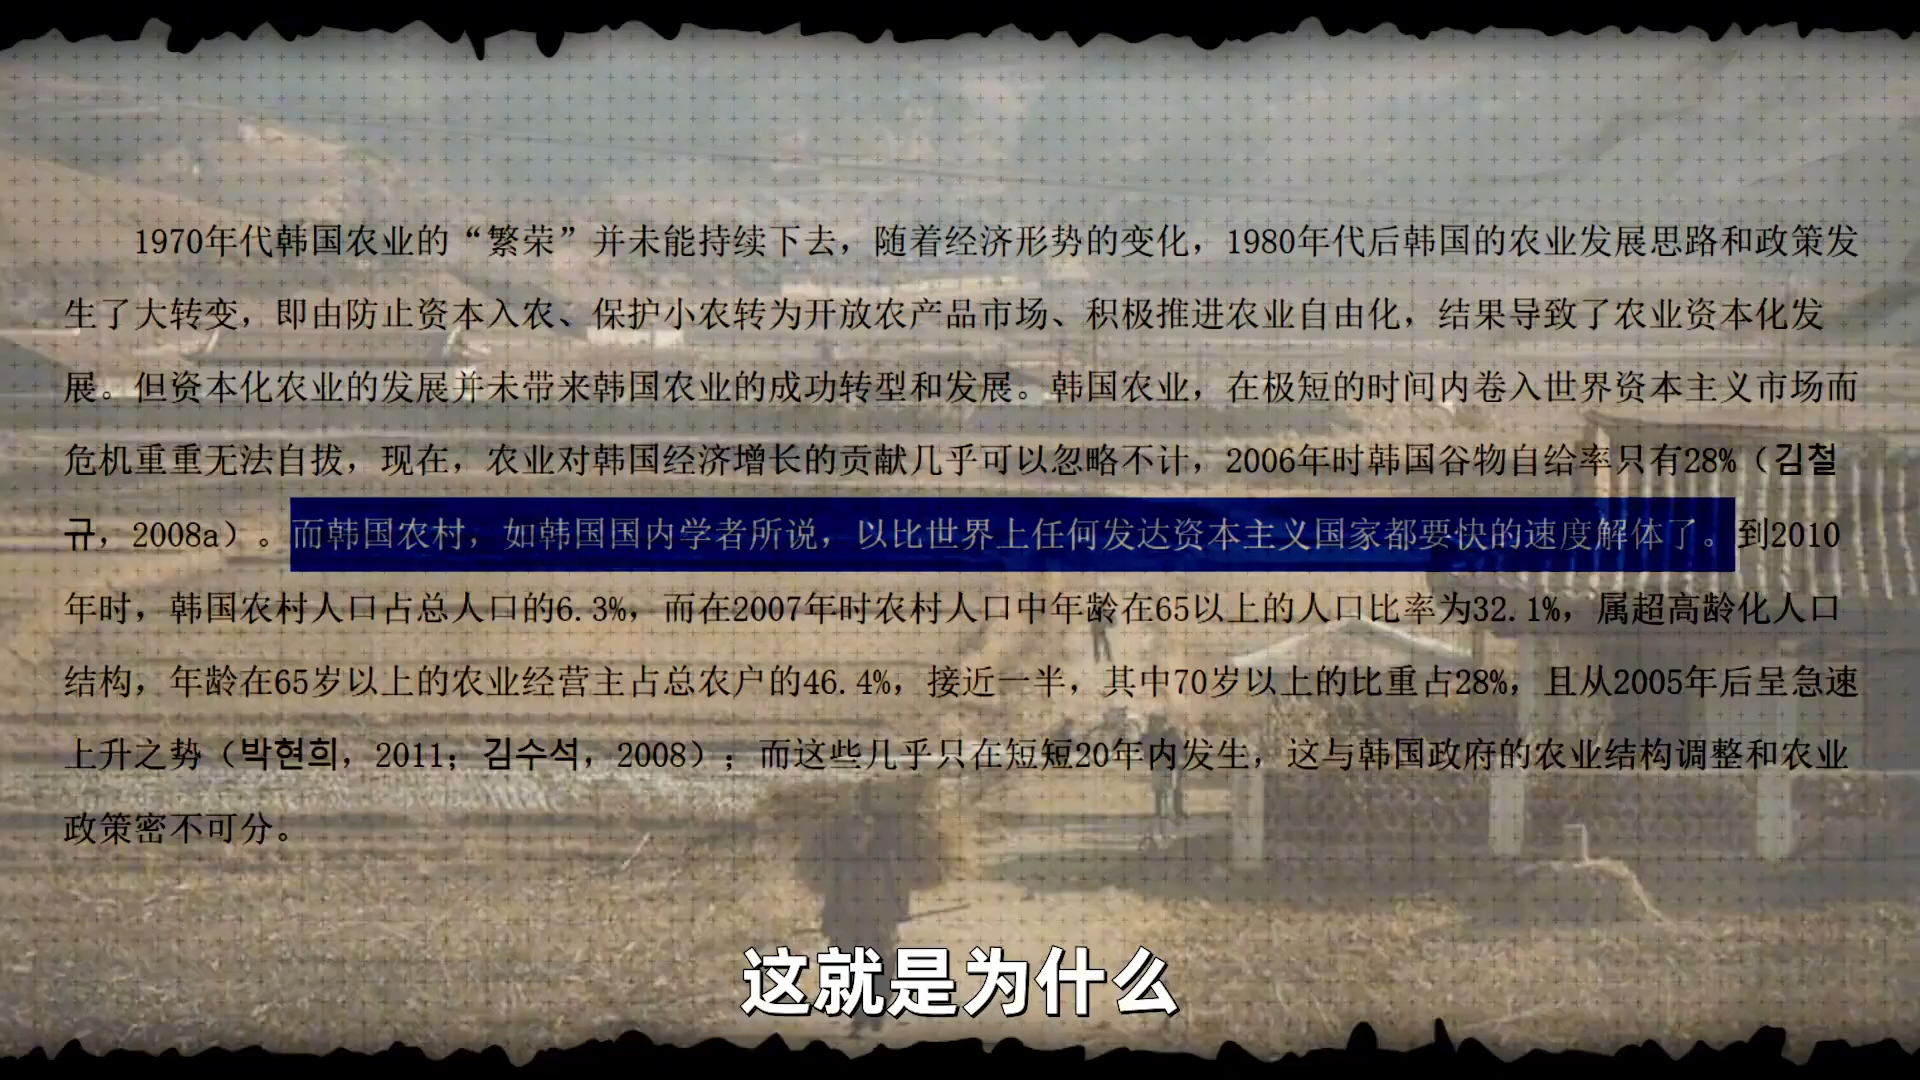 1970年代韩国农业的“繁荣”并未能持续下去，随着经济形势的变化，1980年代后韩国的农业发展思路和政策发
生了大转变，即由防止资本入农、保护小农转为开放农产品市场、积极推进农业自由化，结果导致了农业资本化发
展。但资本化农业的发展并未带来韩国农业的成功转型和发展。韩国农业，在极短的时间内卷入世界资本主义市场而
危机重重无法自拔，现在，农业对韩国经济增长的贡献几乎可以忽略不计，2006年时韩国谷物自给率只有28%（김철
규，2008a）。而韩国农村，如韩国国内学者所说，以比世界上任何发达资本主义国家都要快的速度解体了。到2010
年时，韩国农村人口占总人口的6.3%，而在2007年时农村人口中年龄在65以上的人口比率为32.1%，属超高龄化人口
结构，年龄在65岁以上的农业经营主占总农户的46.4%，接近一半，其中70岁以上的比重占28%，且从2005年后呈急速
上升之势（박현희，2011；김수석，2008）；而这些几乎只在短短20年内发生，这与韩国政府的农业结构调整和农业
政策密不可分。
这就是为什么